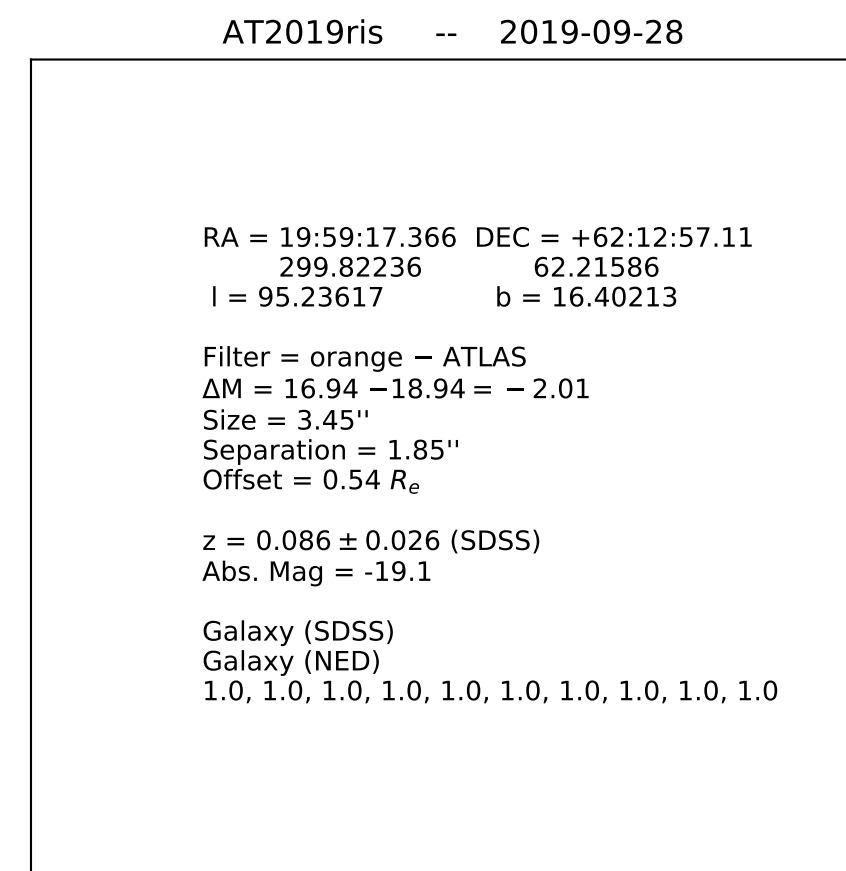 AT2019ris -- 2019-09-28
RA = 19:59:17.366 DEC = +62:12:57.11
299.82236 62.21586
l = 95.23617 b = 16.40213
Filter = orange − ATLAS
ΔM = 16.94 −18.94 = − 2.01
Size = 3.45''
Separation = 1.85''
Offset = 0.54 Re
z = 0.086 ± 0.026 (SDSS)
Abs. Mag = -19.1
Galaxy (SDSS)
Galaxy (NED)
1.0, 1.0, 1.0, 1.0, 1.0, 1.0, 1.0, 1.0, 1.0, 1.0